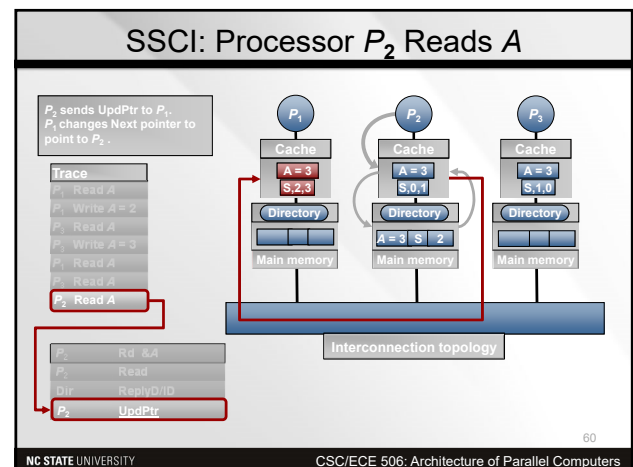 SSCI: Processor P2 Reads A
P2 sends UpdPtr to P1.
P1 changes Next pointer to
point to P2 .
Trace
P1 Read A
P1 Write A = 2
P3 Read A
P1 Write A = 3
P1 Read A
P1 Read A
P2 Read A
P2 Rd &A
P2 Read
Dir ReplyD/ID
P2 UpdPtr
P1
Cache
A = 3
S,2,3
Directory
Main memory
P2
Cache
A = 3
S,0,1
Directory
A = 3 S 2
Main memory
P3
Cache
A = 3
S,1,0
Directory
Main memory
Interconnection topology
60
NC STATE UNIVERSITY
CSC/ECE 506: Architecture of Parallel Computers